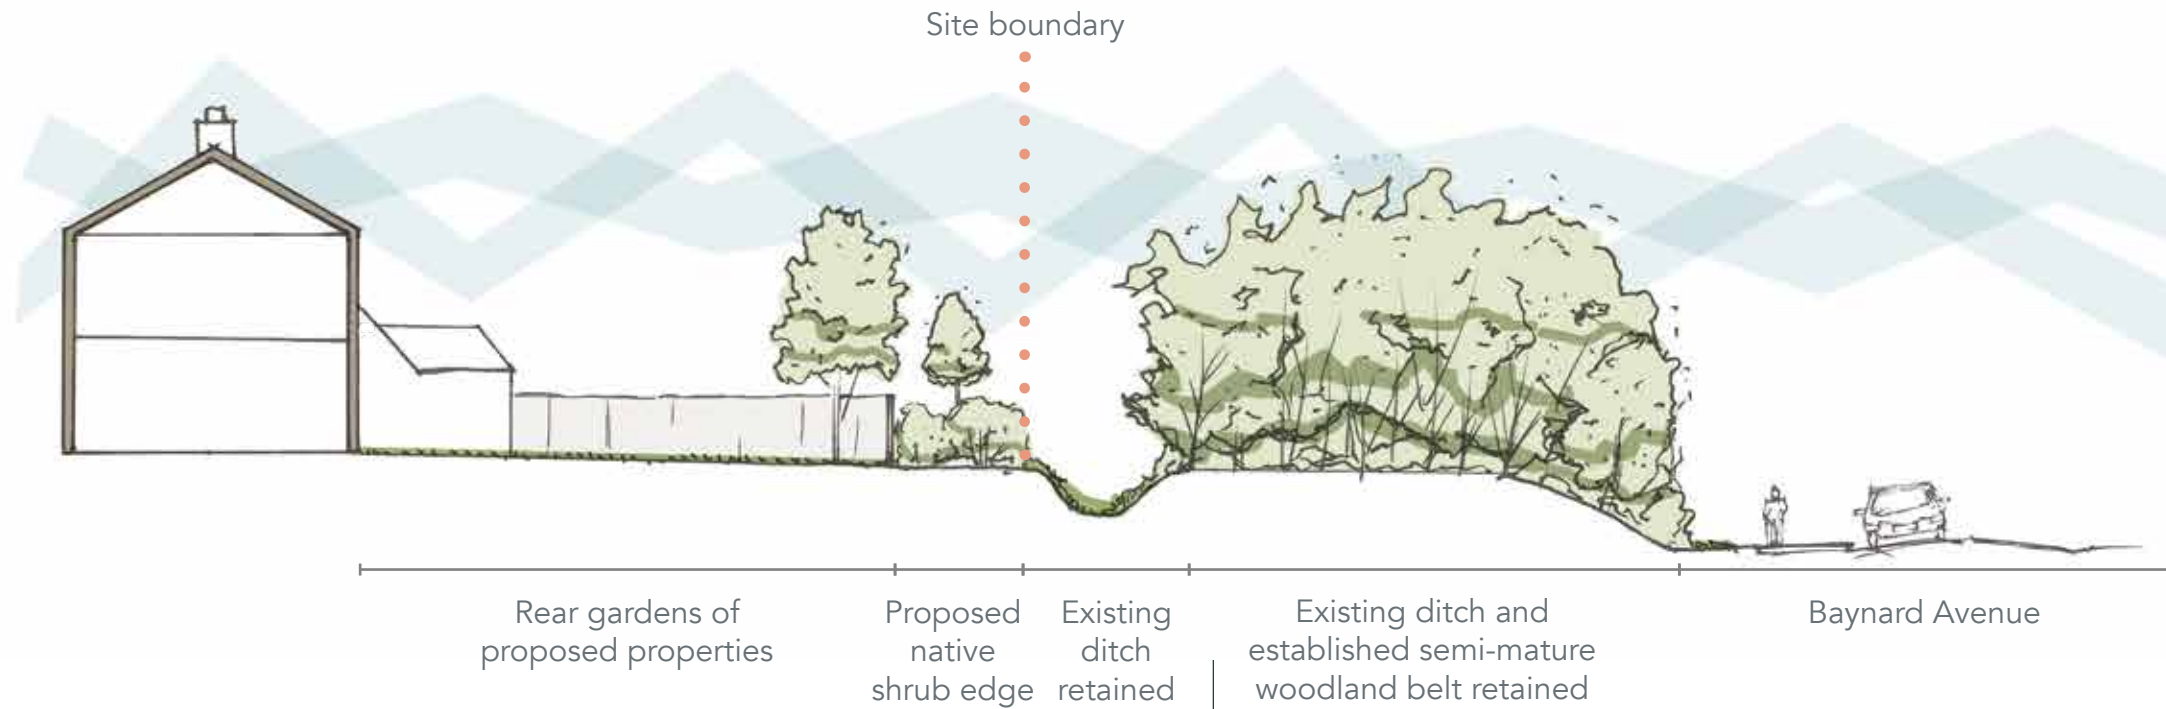 Site boundary
Rear gardens of
proposed properties
Proposed
native
shrub edge
Existing
ditch
retained
Existing ditch and
established semi-mature
woodland belt retained
Baynard Avenue